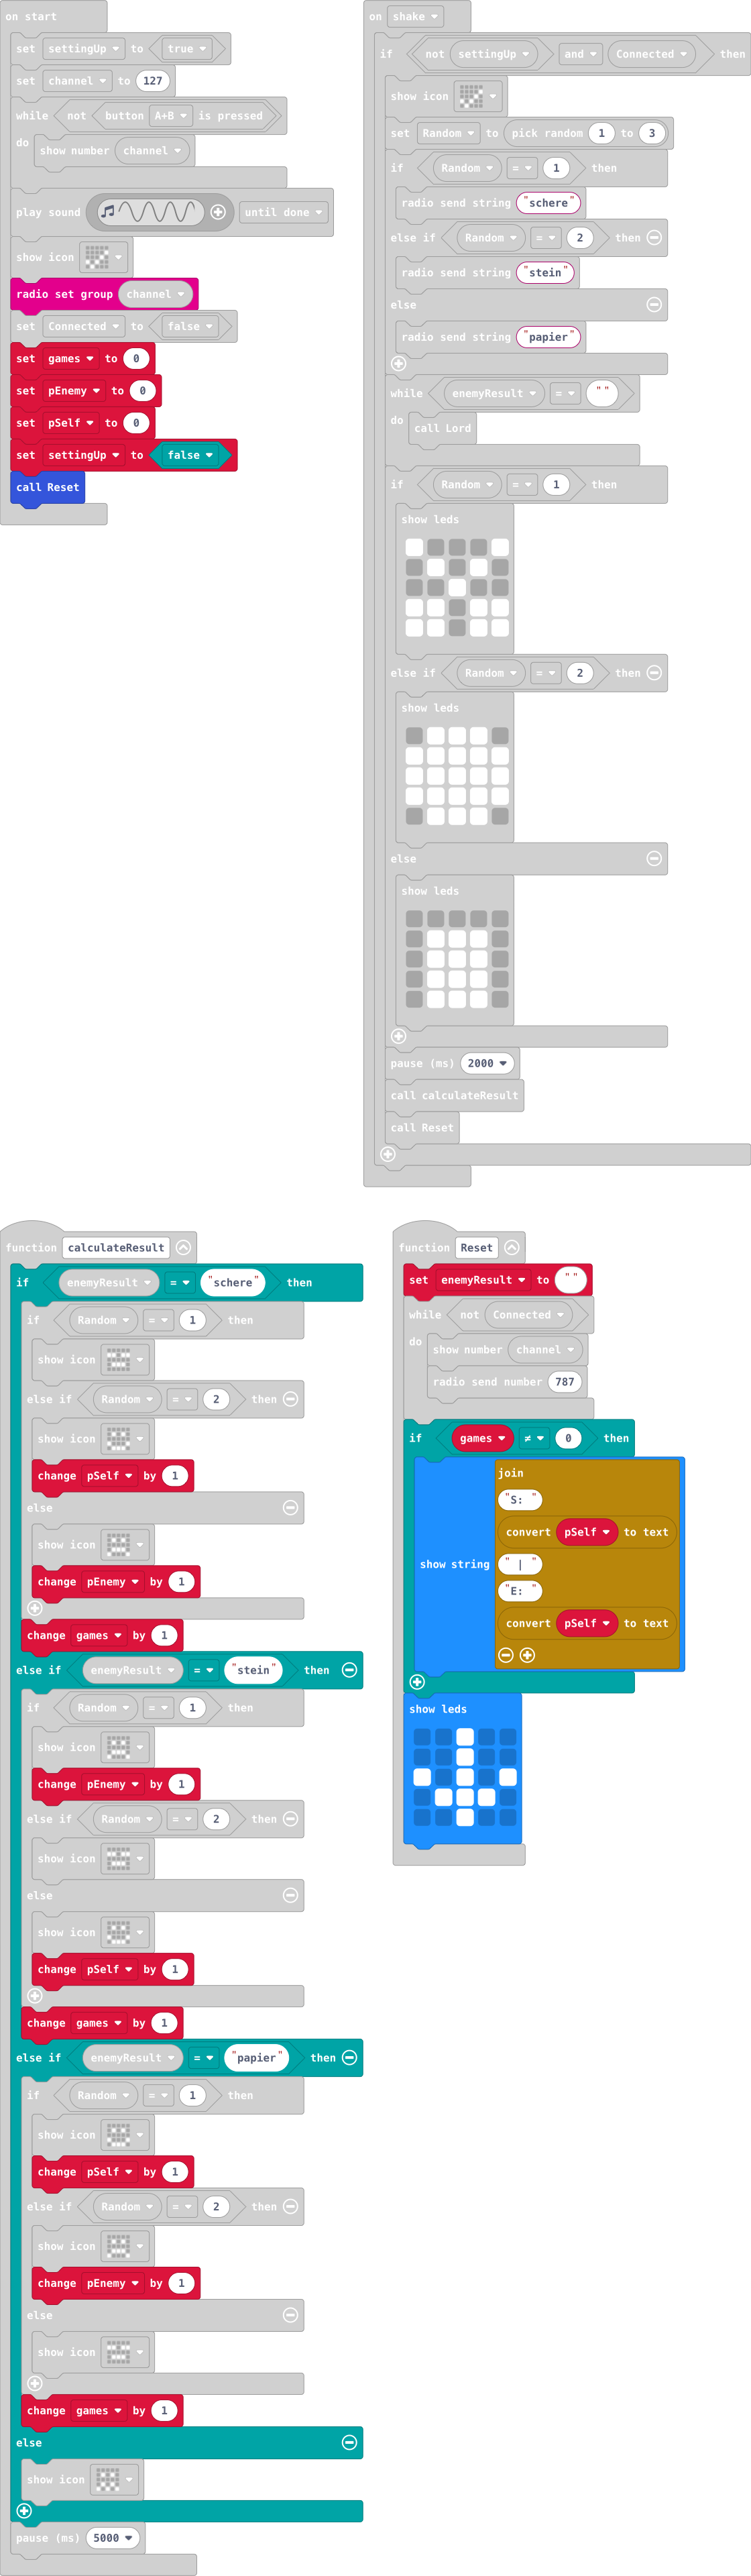 on start
set settingUp to true
set channel to 127
while not button A+B is pressed
do show number channel
play sound until done
show icon
radio set group channel
set Connected to false
set games to 0
set pEnemy to 0
set pSelf to 0
set settingUp to false
call Reset
on shake
if not settingUp and Connected then
show icon
set Random to pick random 1 to 3
if Random = 1 then
radio send string "schere"
else if Random = 2 then
radio send string "stein"
else
radio send string "papier"
while enemyResult = ""
do call Lord
if Random = 1 then
show leds
else if Random = 2 then
show leds
else
show leds
pause (ms) 2000
call calculateResult
call Reset
function calculateResult
if enemyResult = "schere" then
if Random = 1 then
show icon
else if Random = 2 then
show icon
change pSelf by 1
else
show icon
change pEnemy by 1
change games by 1
else if enemyResult = "stein" then
if Random = 1 then
show icon
change pEnemy by 1
else if Random = 2 then
show icon
else
show icon
change pSelf by 1
change games by 1
else if enemyResult = "papier" then
if Random = 1 then
show icon
change pSelf by 1
else if Random = 2 then
show icon
change pEnemy by 1
else
show icon
change games by 1
else
show icon
pause (ms) 5000
function Reset
set enemyResult to ""
while not Connected
do show number channel
radio send number 787
if games ≠ 0 then
join
"S: "
convert pSelf to text
show string " | "
"E: "
convert pSelf to text
show leds